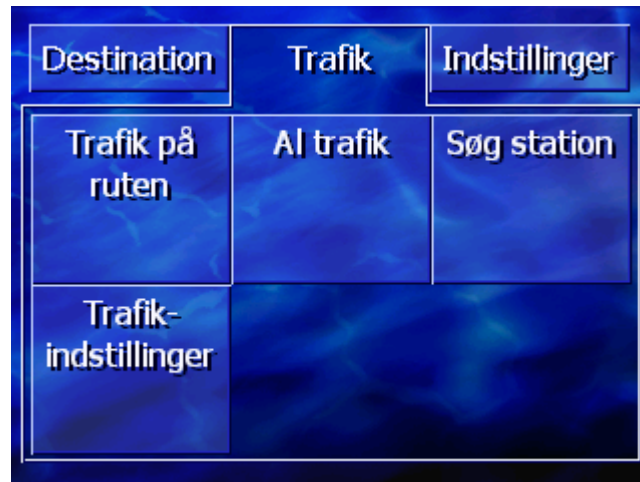 Destination
Trafik
Indstillinger
Trafik på
ruten
Al trafik
Søg station
Trafik-
indstillinger